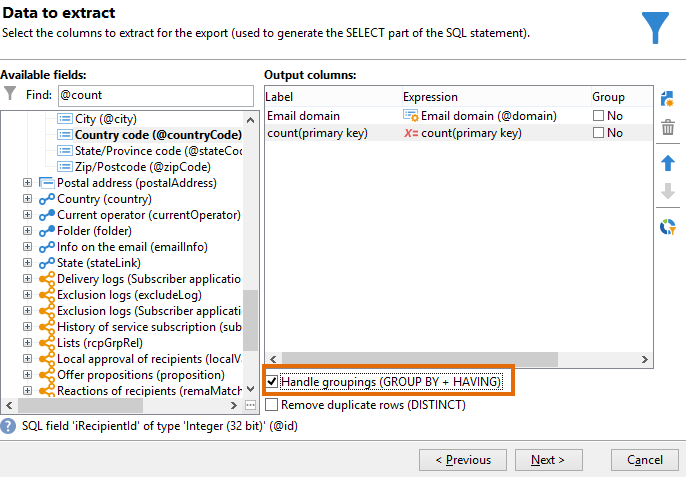 Data to extract
Select the columns to extract for the export (used to generate the SELECT part of the SQL statement).
Available fields:
Find: @count
City (@city)
Country code (@countryCode)
State/Province code (@stateCo
Zip/Postcode (@zipCode)
Postal address (postalAddress)
Country (country)
Current operator (currentOperator)
Folder (folder)
Info on the email (emailInfo)
State (stateLink)
Delivery logs (Subscriber application
Exclusion logs (excludeLog)
Exclusion logs (Subscriber applicati
History of service subscription (sub
Lists (rcpGrpRel)
Local approval of recipients (localV
Offer propositions (proposition)
Reactions of recipients (remaMatch
Output columns:
Label Expression Group
Email domain Email domain (@domain) No
count(primary key) X= count(primary key) No
Handle groupings (GROUP BY + HAVING)
Remove duplicate rows (DISTINCT)
? SQL field 'iRecipientId' of type 'Integer (32 bit)' (@id)
< Previous Next > Cancel